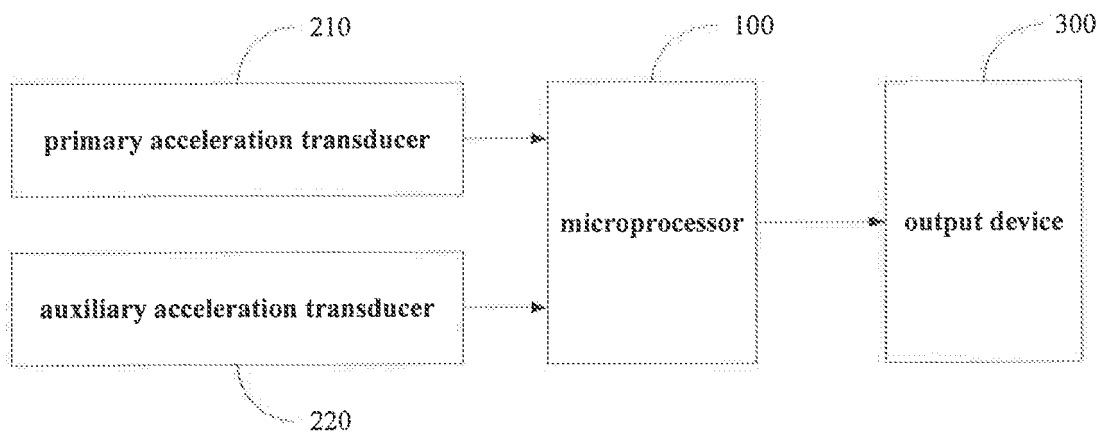 210
100
300
primary acceleration transducer
microprocessor
output device
auxiliary acceleration transducer
220